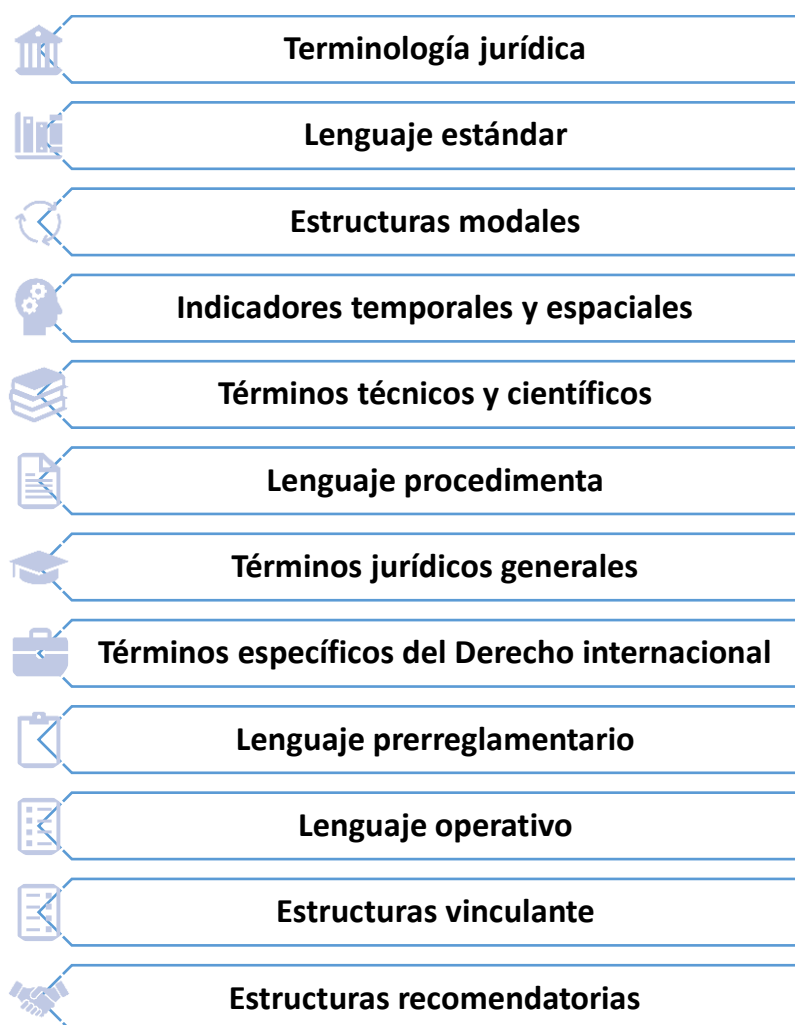 Terminología jurídica
Lenguaje estándar
Estructuras modales
Indicadores temporales y espaciales
Términos técnicos y científicos
Lenguaje procedimenta
Términos jurídicos generales
Términos específicos del Derecho internacional
Lenguaje prerreglamentario
Lenguaje operativo
Estructuras vinculante
Estructuras recomendatorias